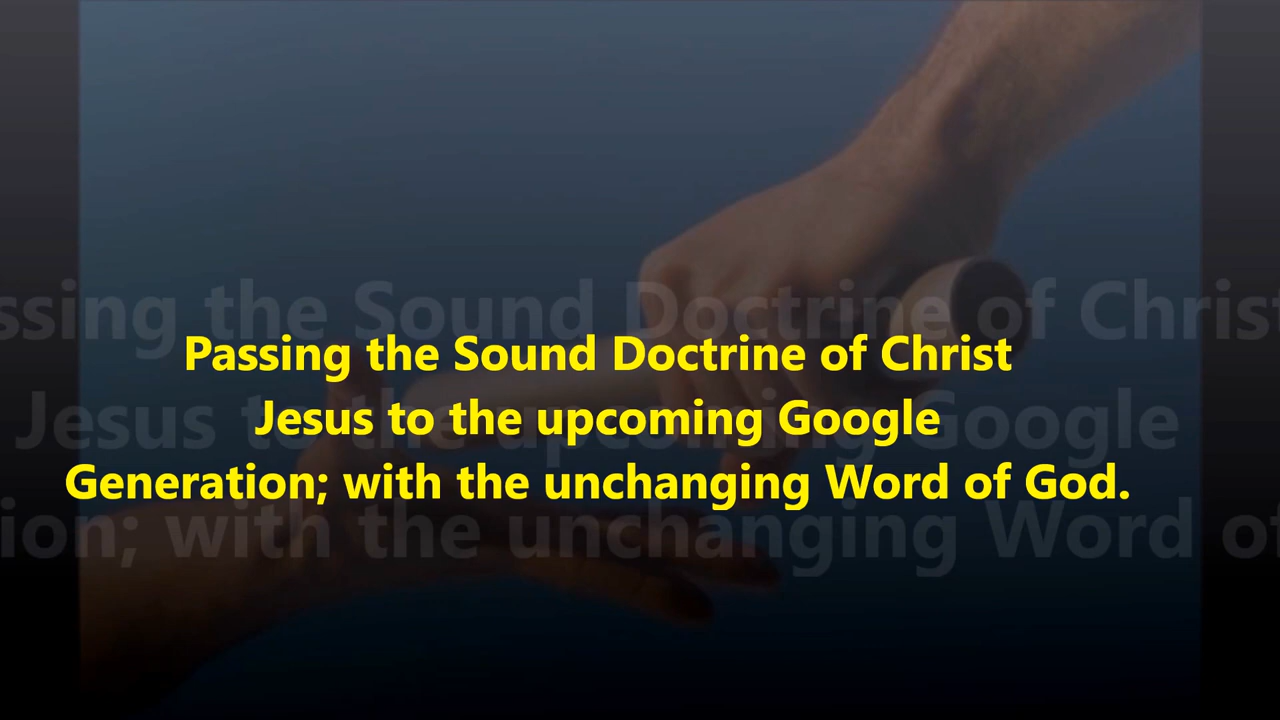 Passing the Sound Doctrine of Christ
Jesus to the upcoming Google
Generation; with the unchanging Word of God.